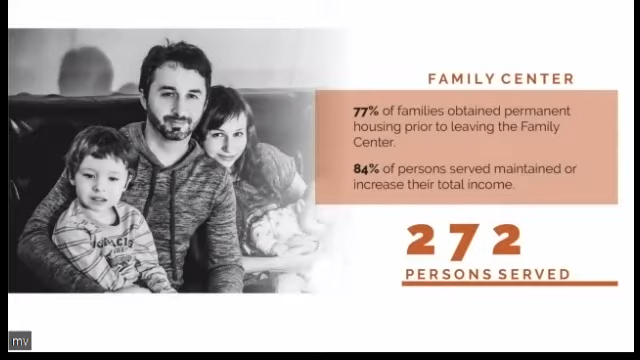 FAMILY CENTER
77% of families obtained permanent
housing prior to leaving the Family
Center.
84% of persons served maintained or
increase their total income.
272
PERSONS SERVED
mv